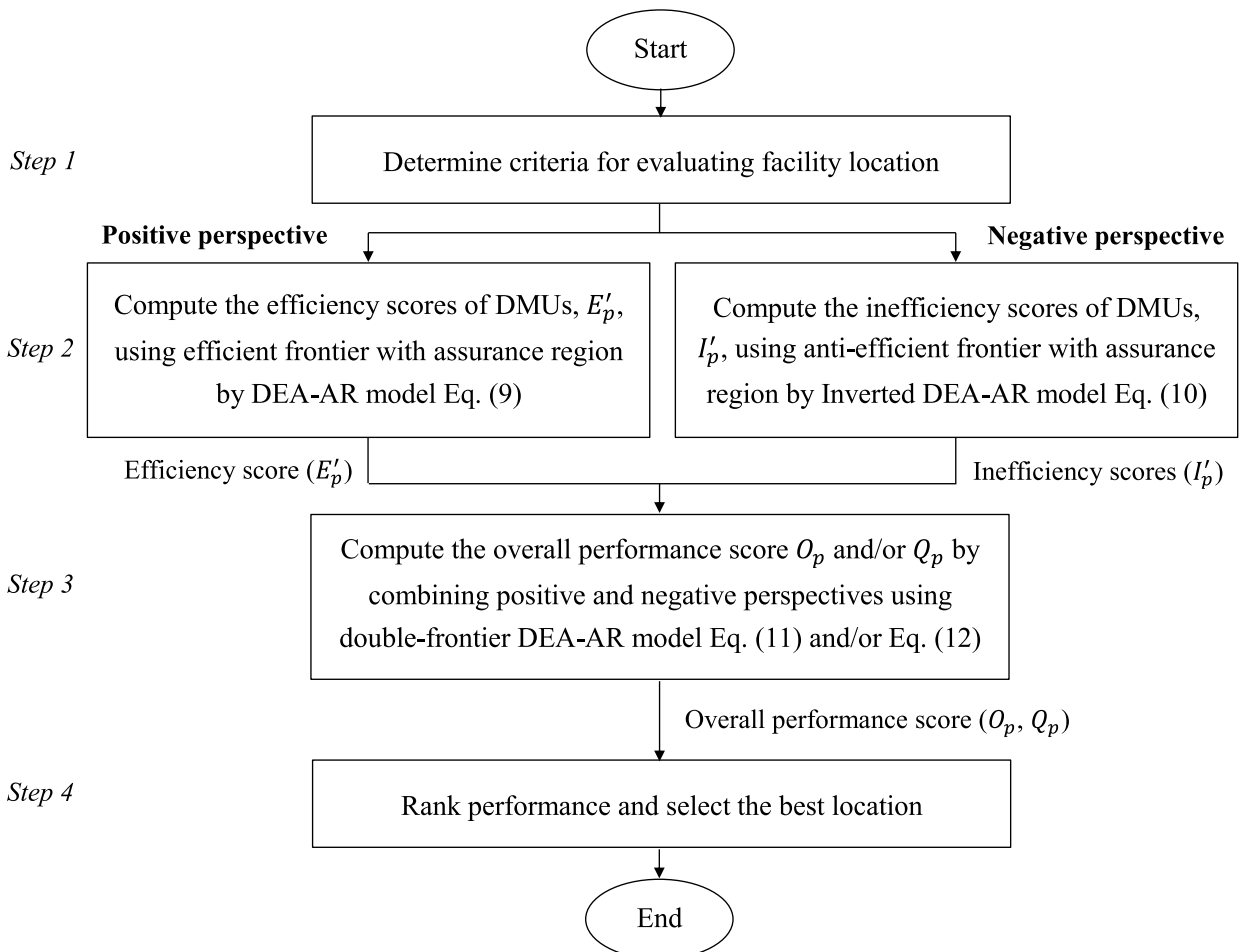 Start
Step 1
Determine criteria for evaluating facility location
Positive perspective
Negative perspective
Step 2
Compute the efficiency scores of DMUs, E′p,
using efficient frontier with assurance region
by DEA-AR model Eq. (9)
Compute the inefficiency scores of DMUs,
I′p, using anti-efficient frontier with assurance
region by Inverted DEA-AR model Eq. (10)
Efficiency score (E′p)
Inefficiency scores (I′p)
Step 3
Compute the overall performance score Op and/or Qp by
combining positive and negative perspectives using
double-frontier DEA-AR model Eq. (11) and/or Eq. (12)
Overall performance score (Op, Qp)
Step 4
Rank performance and select the best location
End